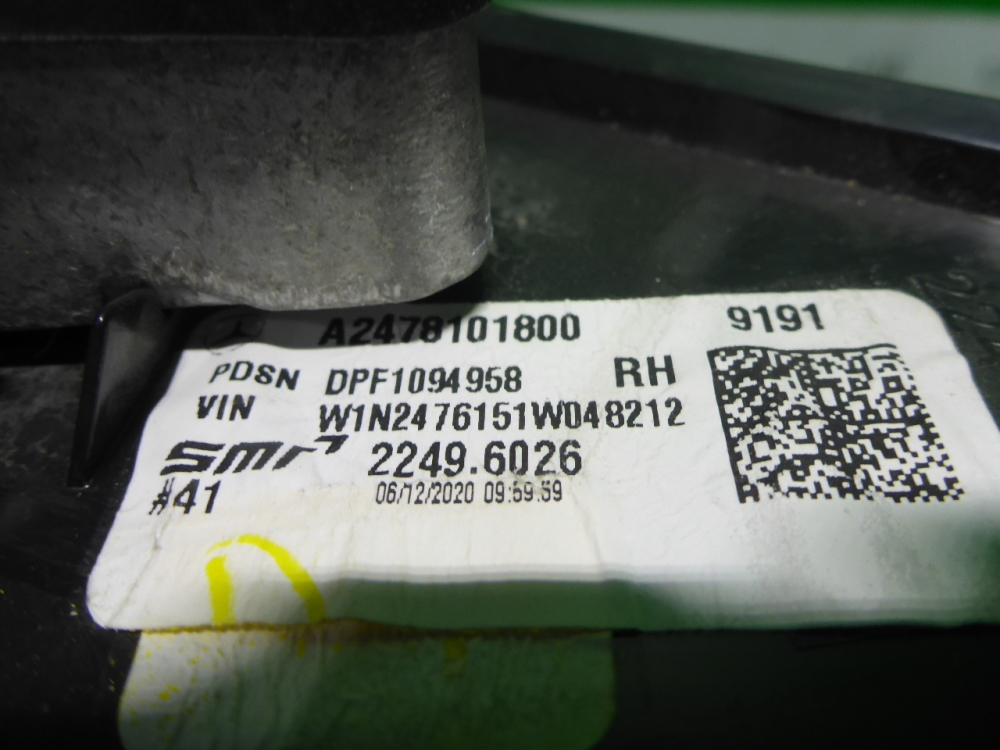 A2478101800 9191
PDSN DPF1094958 RH
VIN W1N2476151W048212
SMR 2249.6026
#41 06/12/2020 09:59:59